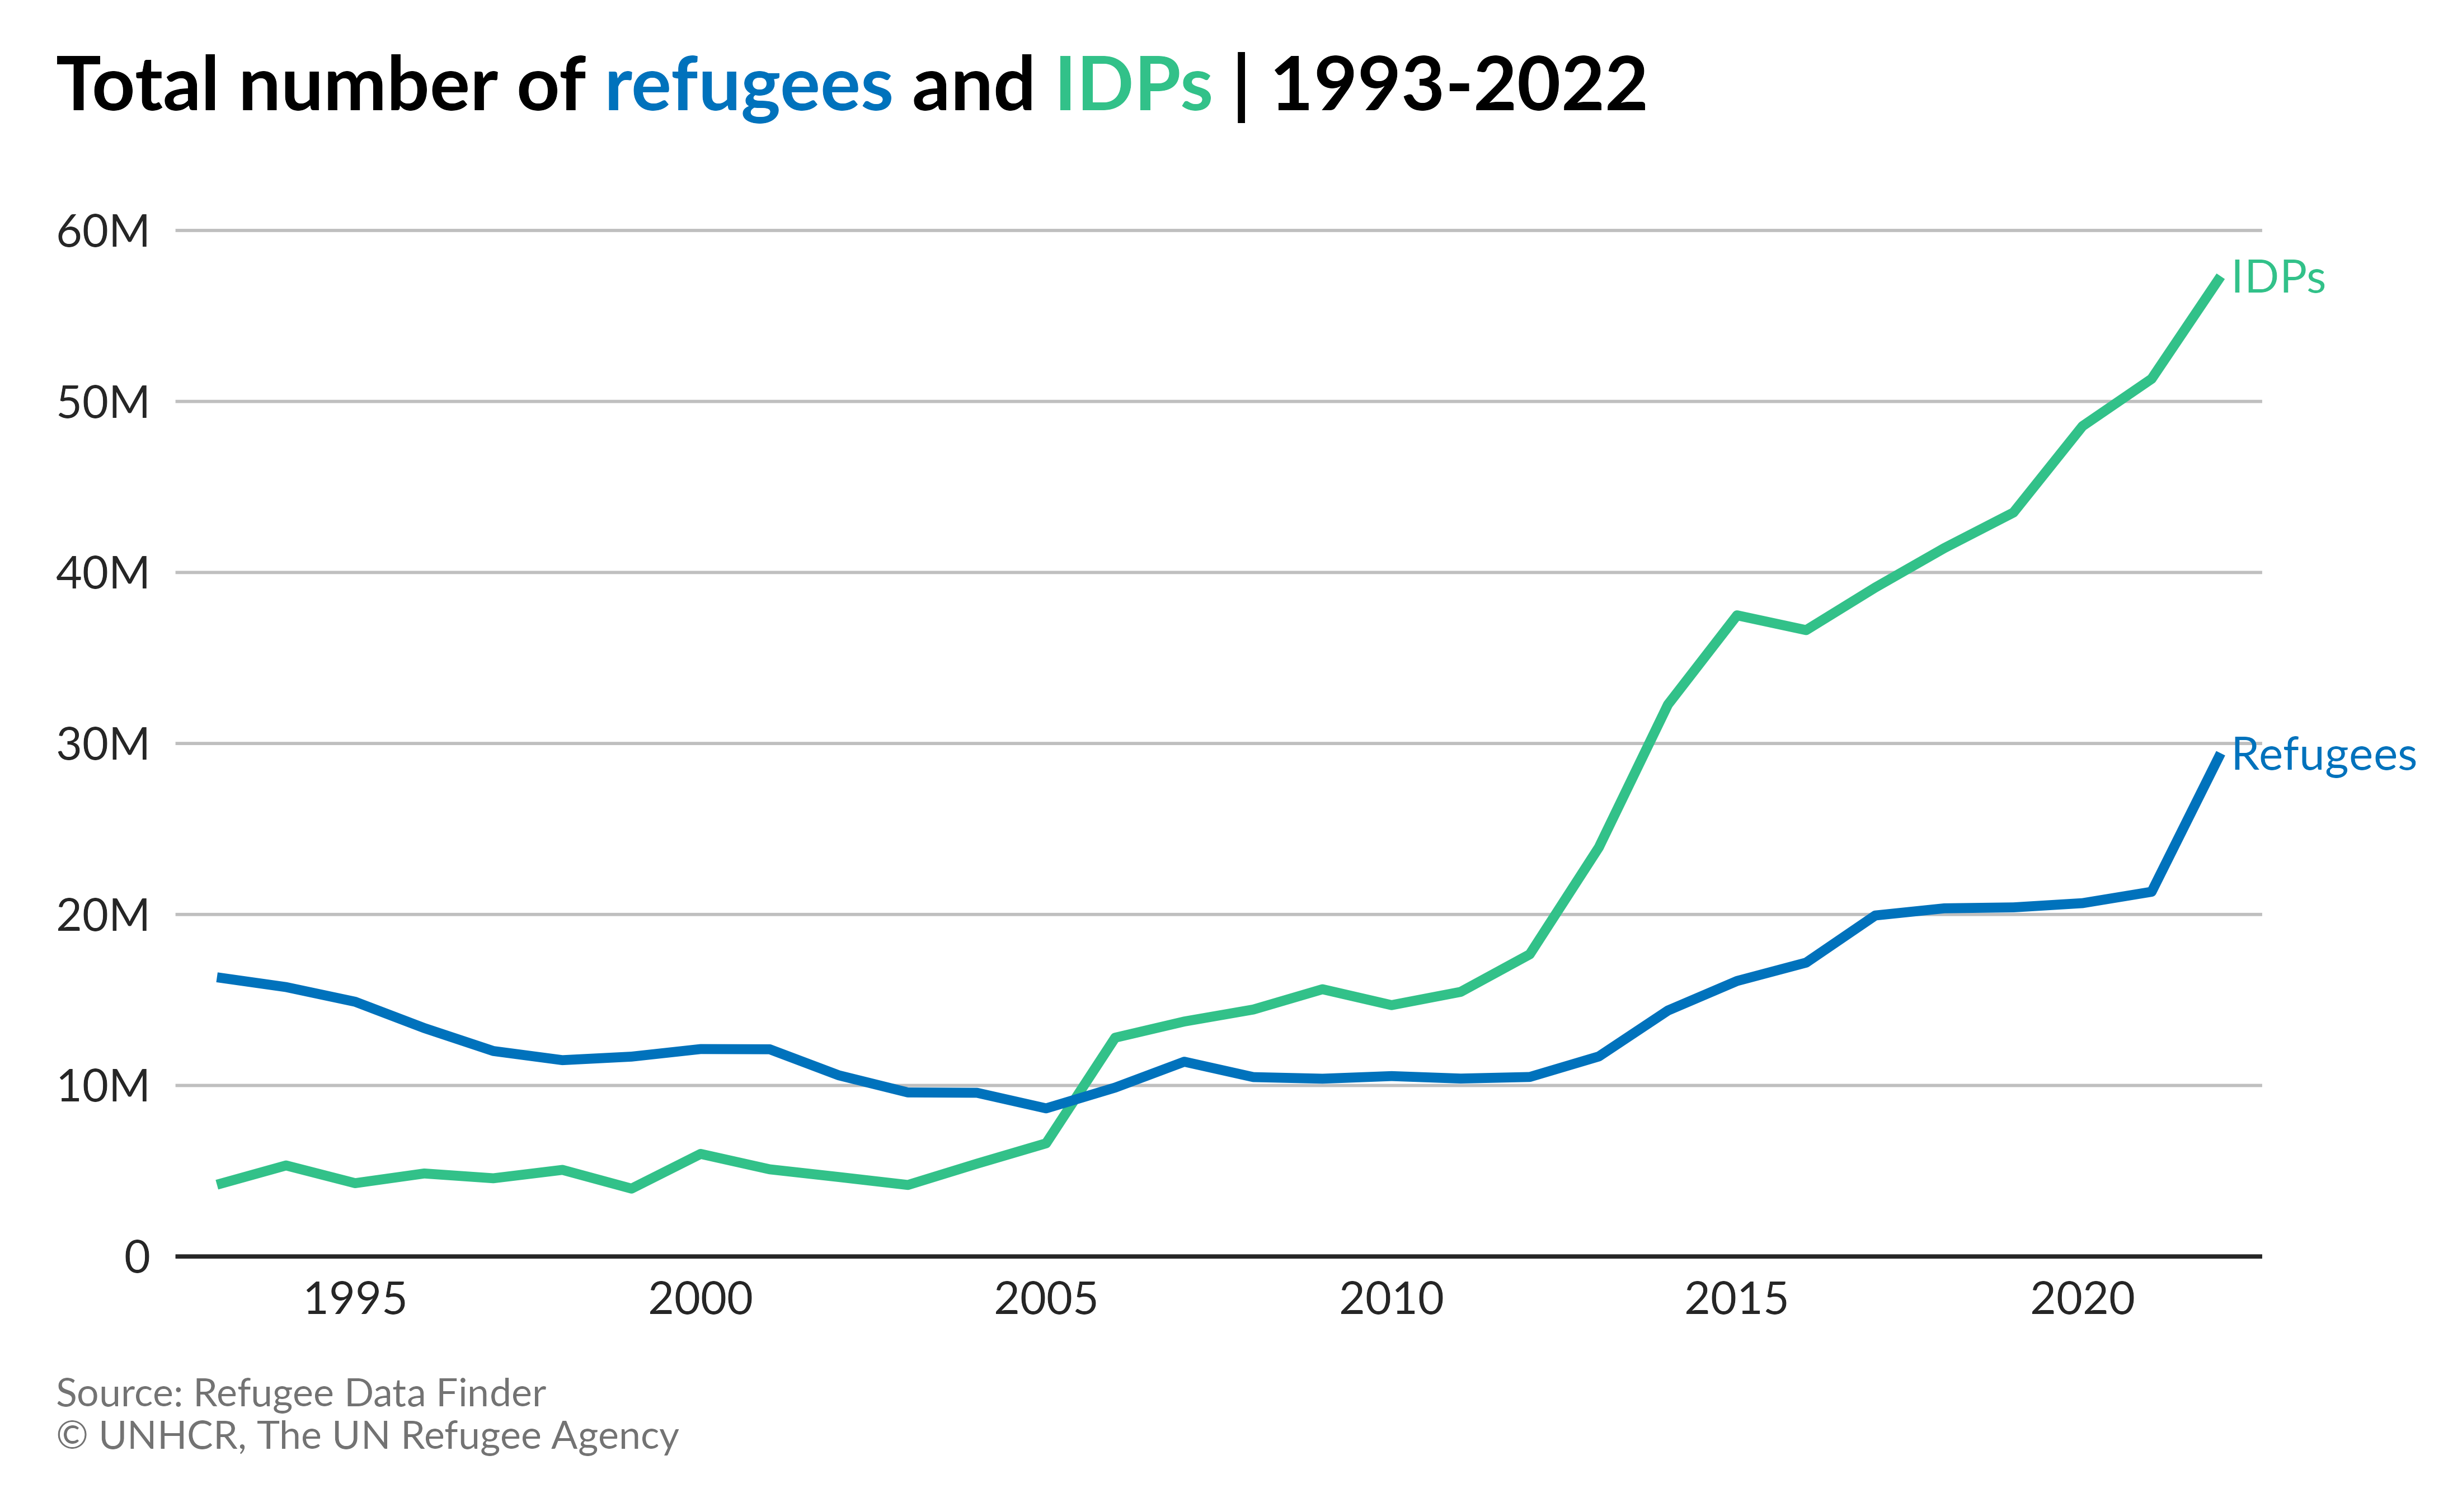 Total number of refugees and IDPs | 1993-2022
60M
IDPs
50M
40M
30M
Refugees
20M
10M
0
1995 2000 2005 2010 2015 2020
Source: Refugee Data Finder
© UNHCR, The UN Refugee Agency